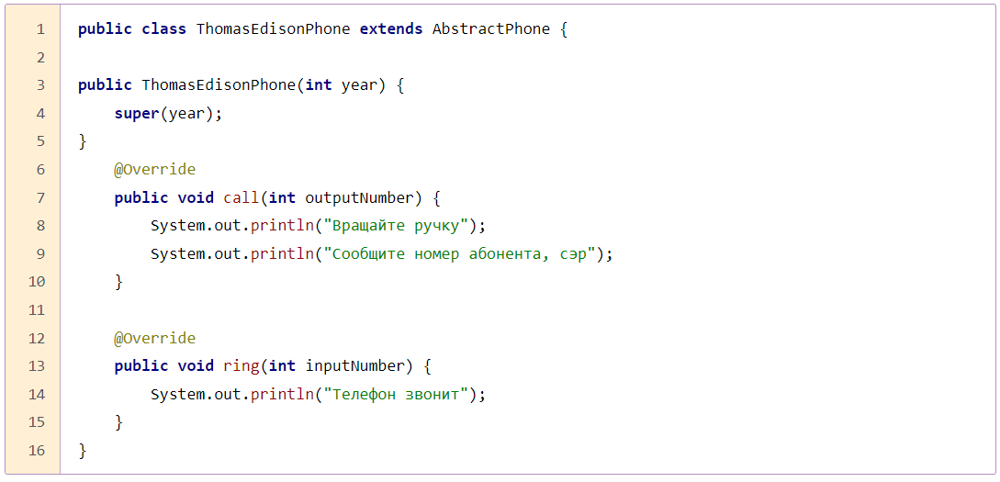 1 public class ThomasEdisonPhone extends AbstractPhone {
2
3 public ThomasEdisonPhone(int year) {
4     super(year);
5 }
6     @Override
7     public void call(int outputNumber) {
8         System.out.println("Вращайте ручку");
9         System.out.println("Сообщите номер абонента, сэр");
10     }
11
12     @Override
13     public void ring(int inputNumber) {
14         System.out.println("Телефон звонит");
15     }
16 }